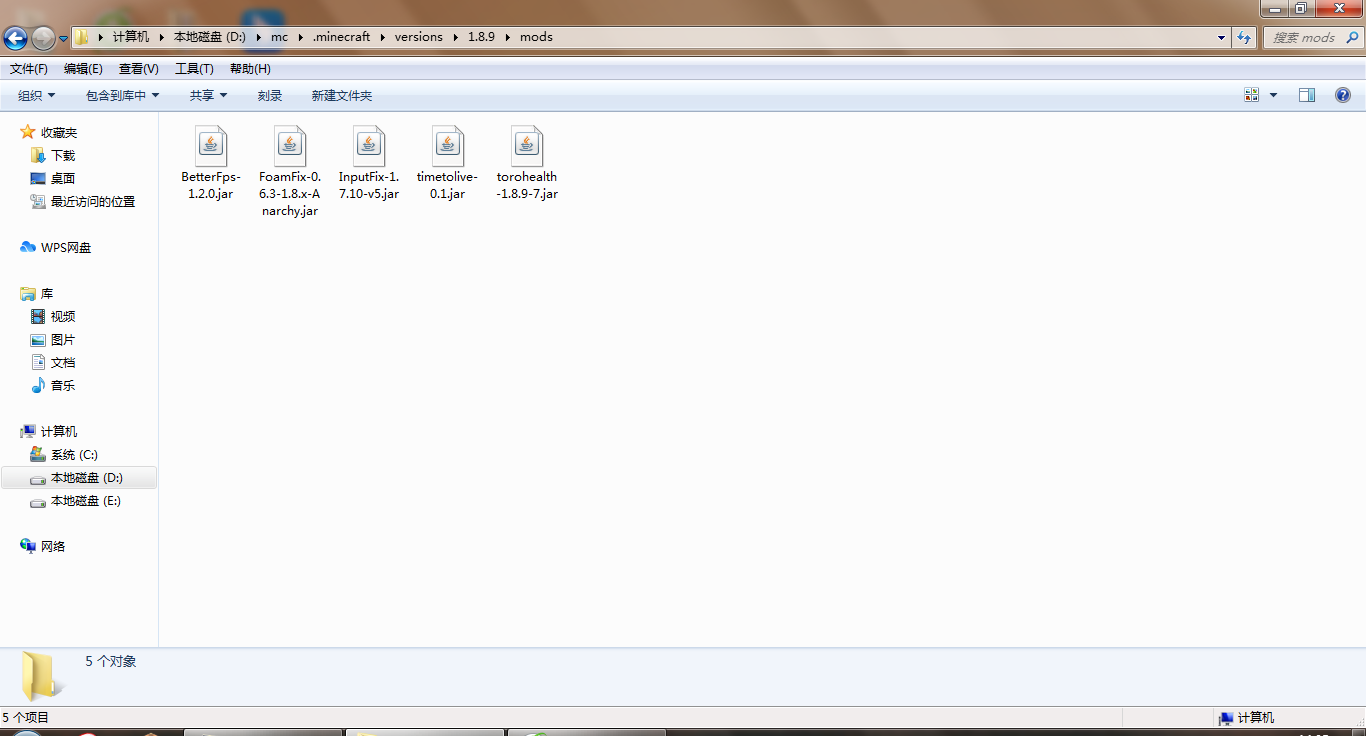 计算机 本地磁盘 (D:) mc .minecraft versions 1.8.9 mods
搜索 mods
文件(F) 编辑(E) 查看(V) 工具(T) 帮助(H)
组织 包含到库中 共享 刻录 新建文件夹
收藏夹
下载
桌面
最近访问的位置
WPS网盘
库
视频
图片
文档
音乐
计算机
系统 (C:)
本地磁盘 (D:)
本地磁盘 (E:)
网络
BetterFps-
1.2.0.jar
FoamFix-0.
6.3-1.8.x-A
narchy.jar
InputFix-1.
7.10-v5.jar
timetolive-
0.1.jar
torohealth
-1.8.9-7.jar
5 个对象
5 个项目
计算机